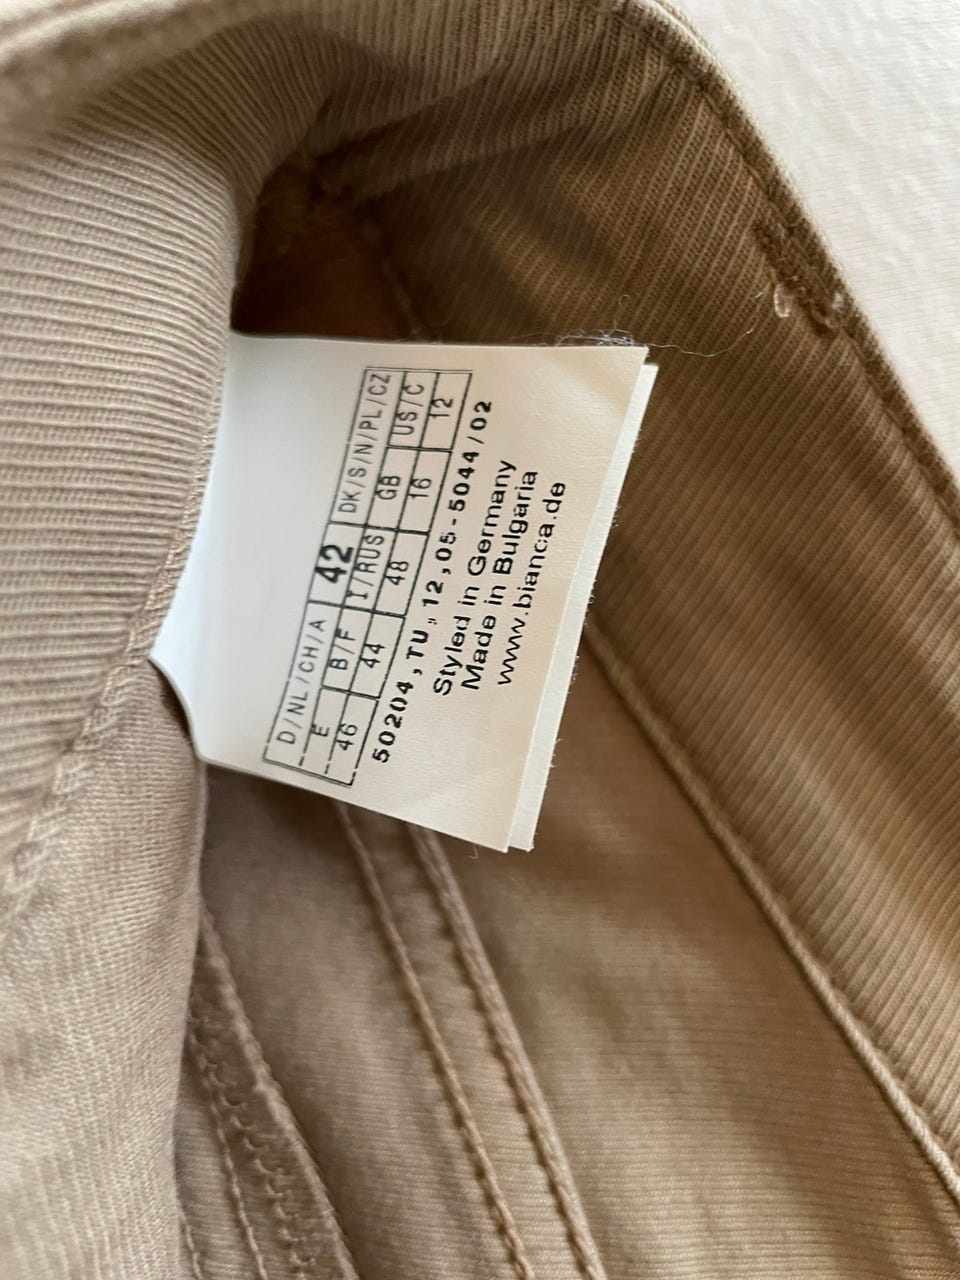 D/NL/CH/A 42 DK/S/N/PL/CZ
E B/F I/RUS GB US/C
46 44 48 16 12
50204,TU,12,05-5044/02
Styled in Germany
Made in Bulgaria
www.bianca.de